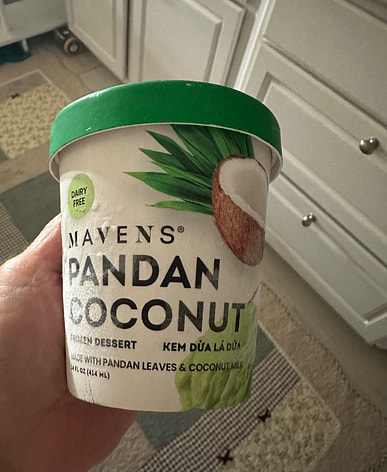 DAIRY
FREE
MAVENS®
PANDAN
COCONUT
FROZEN DESSERT KEM DỪA LÁ DỨA
MADE WITH PANDAN LEAVES & COCONUT MILK
14 FL OZ (414 ML)